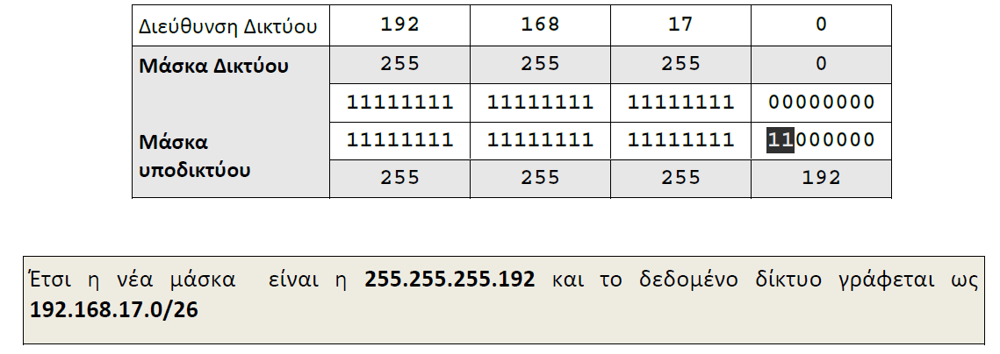 Διεύθυνση Δικτύου 192 168 17 0
Μάσκα Δικτύου 255 255 255 0
11111111 11111111 11111111 00000000
Μάσκα 11111111 11111111 11111111 11000000
υποδικτύου 255 255 255 192
Έτσι η νέα μάσκα είναι η 255.255.255.192 και το δεδομένο δίκτυο γράφεται ως
192.168.17.0/26